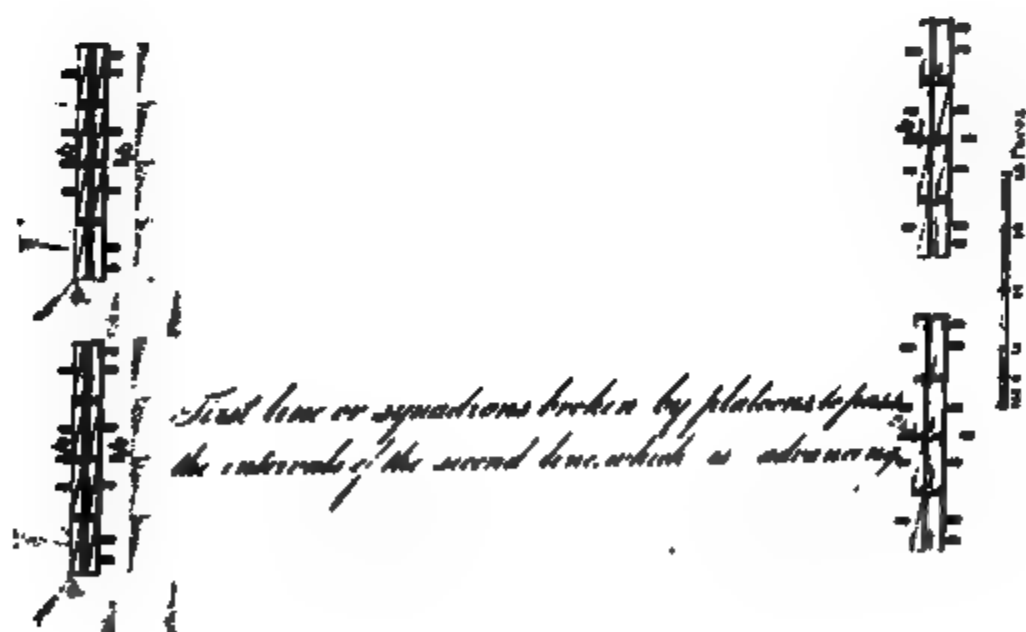 First line or squadrons broken by platoons to pass
the intervals of the second line, which is advancing